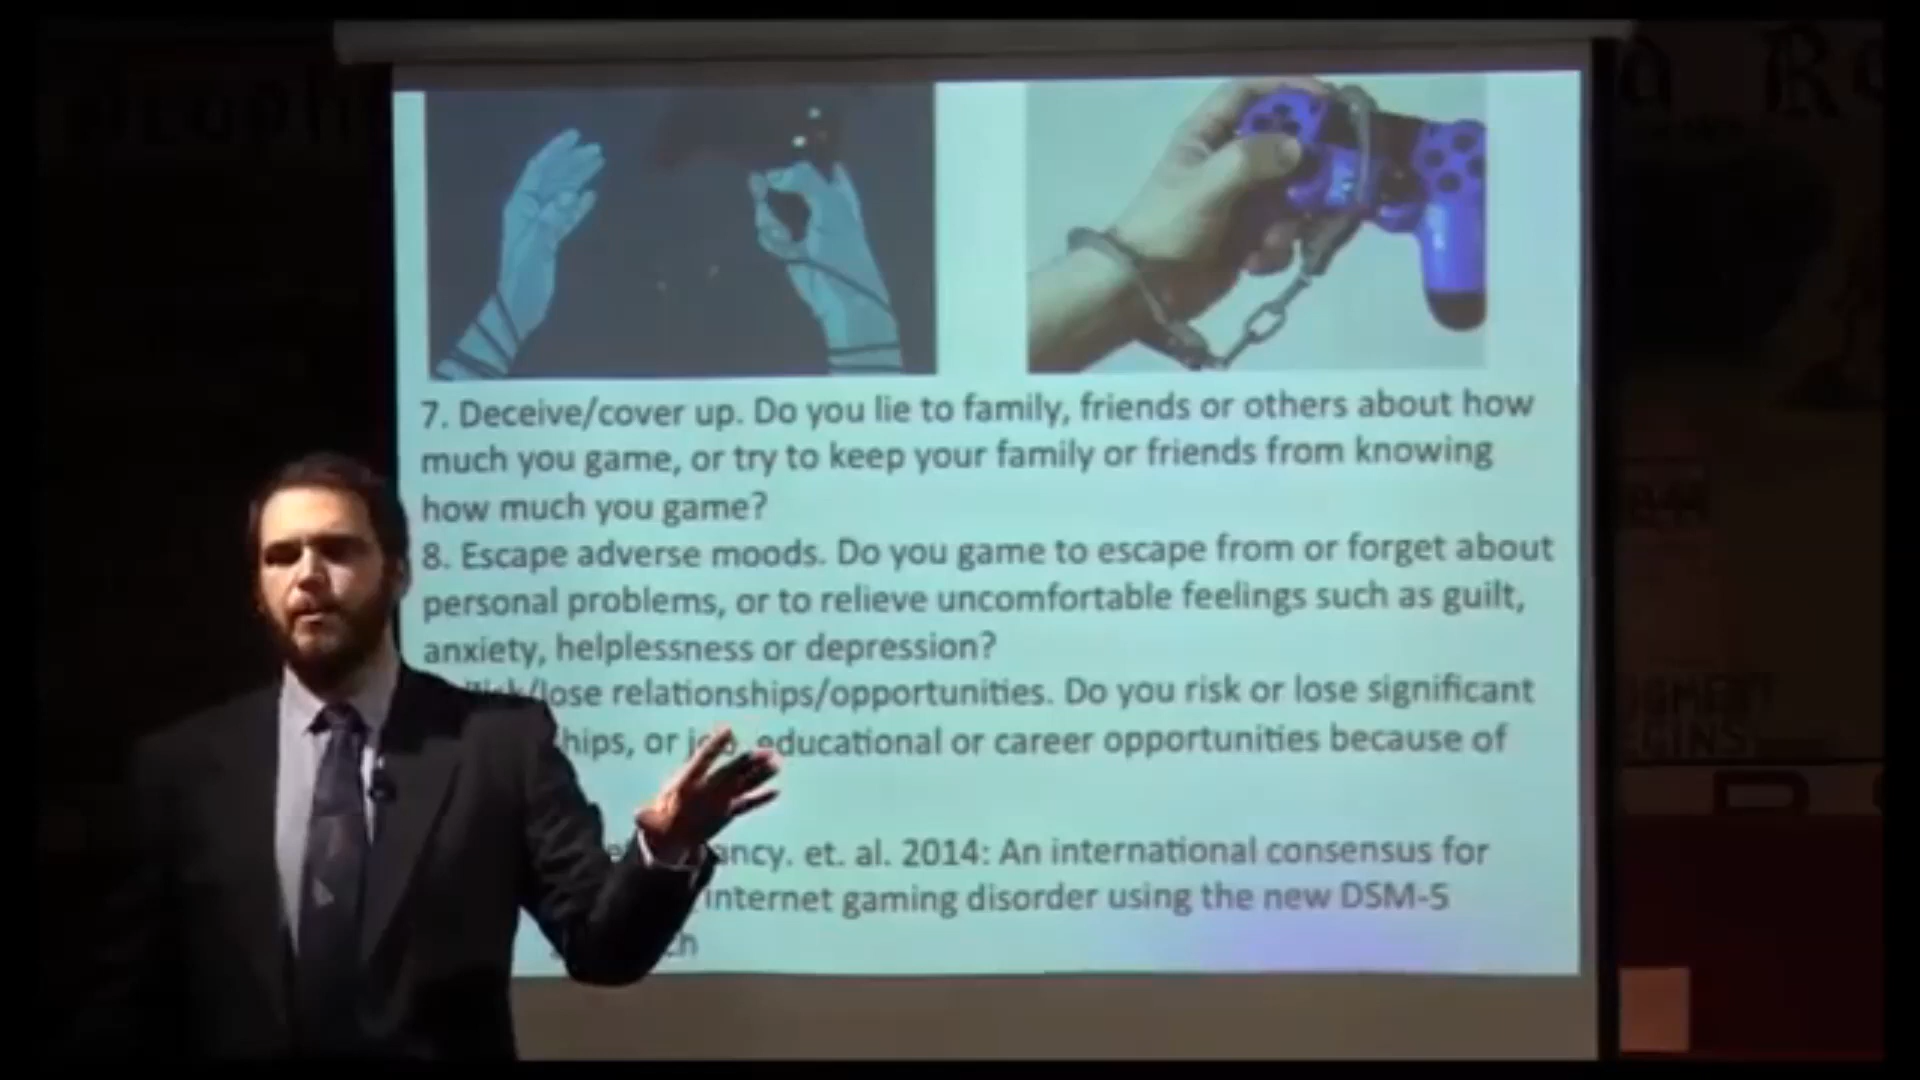 7. Deceive/cover up. Do you lie to family, friends or others about how
much you game, or try to keep your family or friends from knowing
how much you game?
8. Escape adverse moods. Do you game to escape from or forget about
personal problems, or to relieve uncomfortable feelings such as guilt,
anxiety, helplessness or depression?
/lose relationships/opportunities. Do you risk or lose significant
hips, or job, educational or career opportunities because of
ancy. et. al. 2014: An international consensus for
internet gaming disorder using the new DSM-5